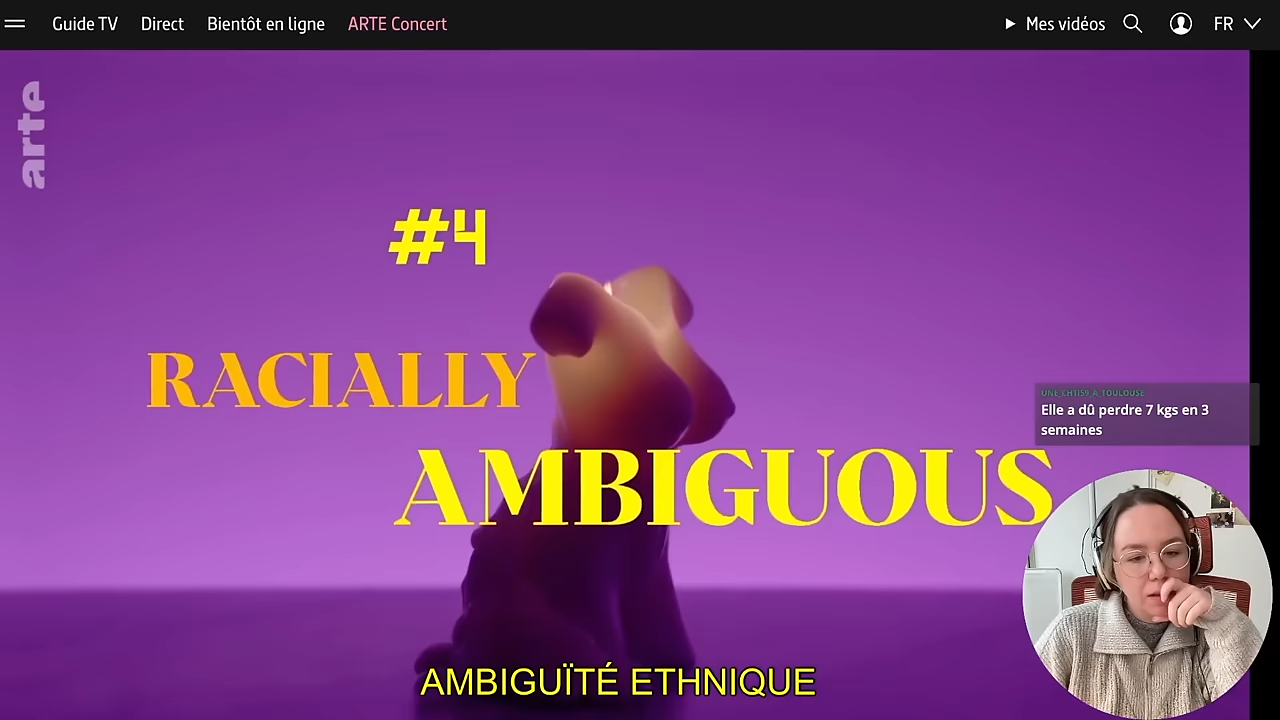 Guide TV
Direct
Bientôt en ligne
ARTE Concert
Mes vidéos
FR
arte
#4
RACIALLY
AMBIGUOUS
UNE_CHTI59_A_TOULOUSE
Elle a dû perdre 7 kgs en 3
semaines
AMBIGUÏTÉ ETHNIQUE